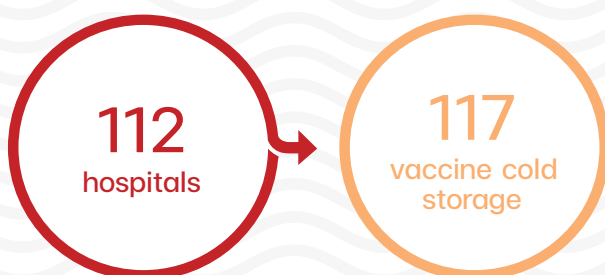 112
hospitals
117
vaccine cold
storage